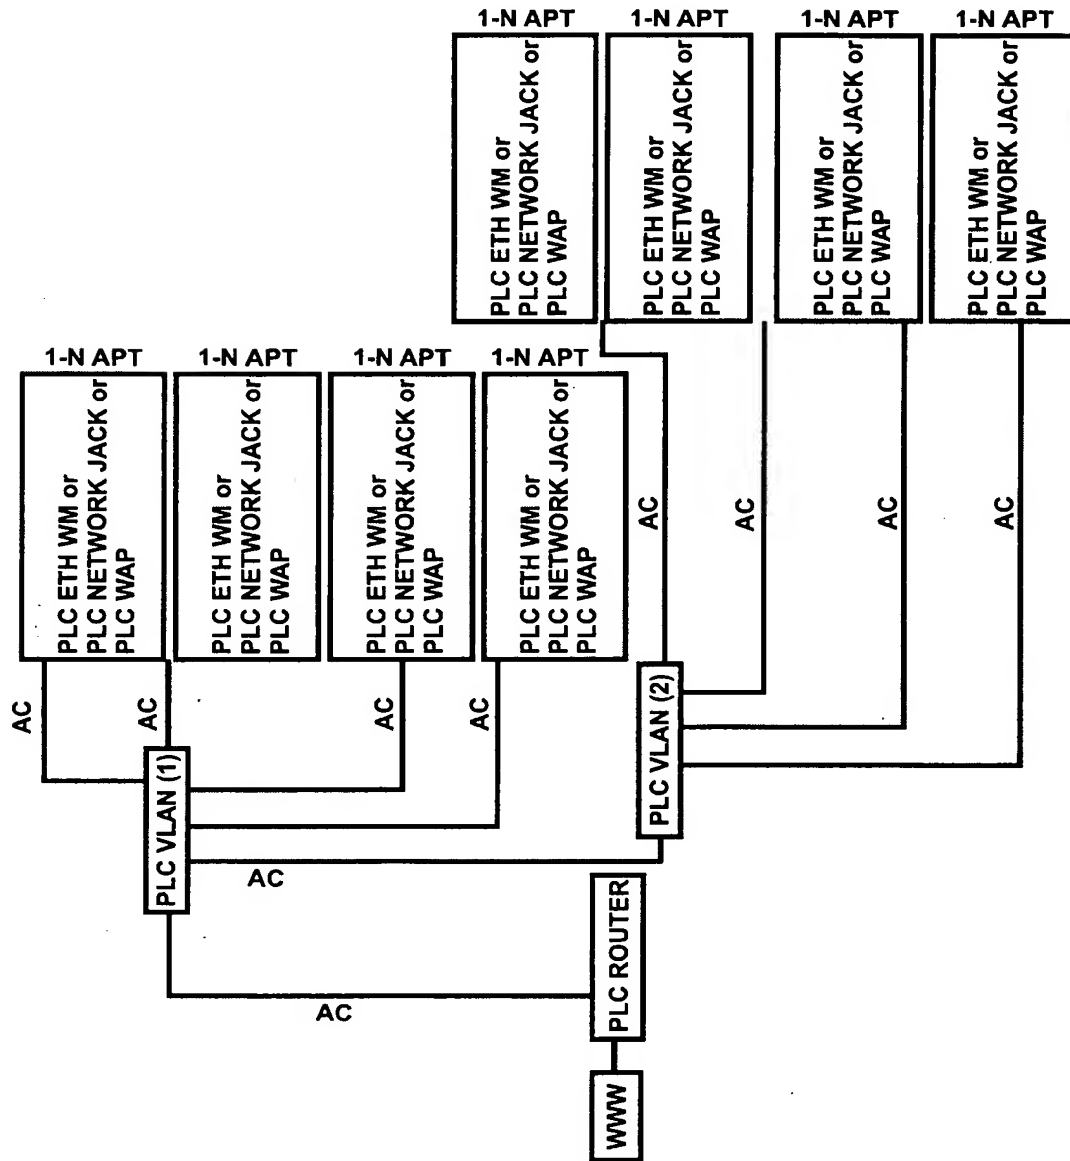 1-N APT
1-N APT
1-N APT
1-N APT
PLC ETH WM or
PLC NETWORK JACK or
PLC WAP
PLC ETH WM or
PLC NETWORK JACK or
PLC WAP
PLC ETH WM or
PLC NETWORK JACK or
PLC WAP
PLC ETH WM or
PLC NETWORK JACK or
PLC WAP
1-N APT
1-N APT
1-N APT
1-N APT
PLC ETH WM or
PLC NETWORK JACK or
PLC WAP
PLC ETH WM or
PLC NETWORK JACK or
PLC WAP
PLC ETH WM or
PLC NETWORK JACK or
PLC WAP
PLC ETH WM or
PLC NETWORK JACK or
PLC WAP
AC
AC
AC
AC
AC
AC
AC
AC
PLC VLAN (1)
PLC VLAN (2)
AC
AC
PLC ROUTER
WWW